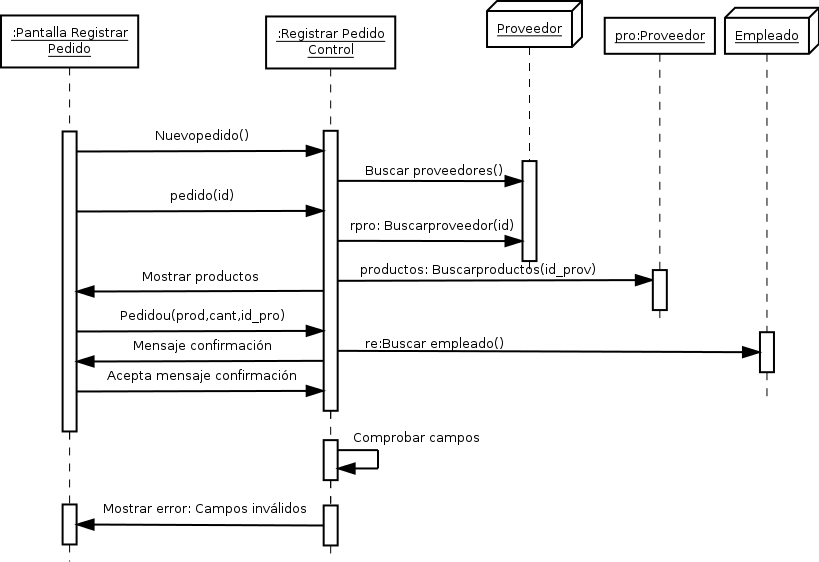 :Pantalla Registrar
Pedido
:Registrar Pedido
Control
Proveedor
pro:Proveedor
Empleado
Nuevopedido()
Buscar proveedores()
pedido(id)
rpro: Buscarproveedor(id)
productos: Buscarproductos(id_prov)
Mostrar productos
Pedidou(prod,cant,id_pro)
re:Buscar empleado()
Mensaje confirmación
Acepta mensaje confirmación
Comprobar campos
Mostrar error: Campos inválidos